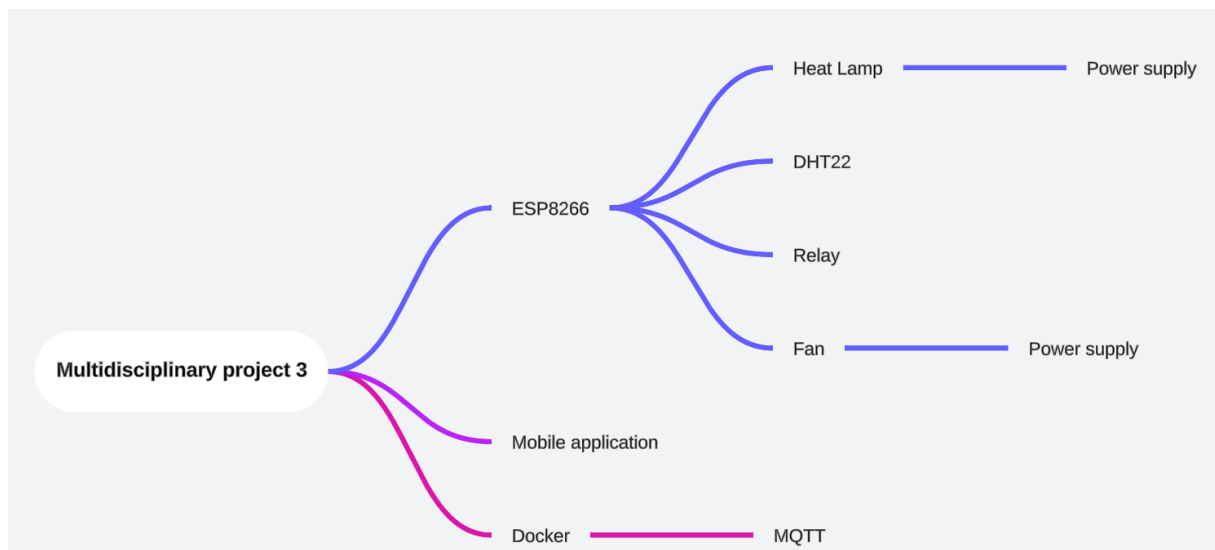 Heat Lamp
Power supply
DHT22
ESP8266
Relay
Fan
Power supply
Multidisciplinary project 3
Mobile application
Docker
MQTT